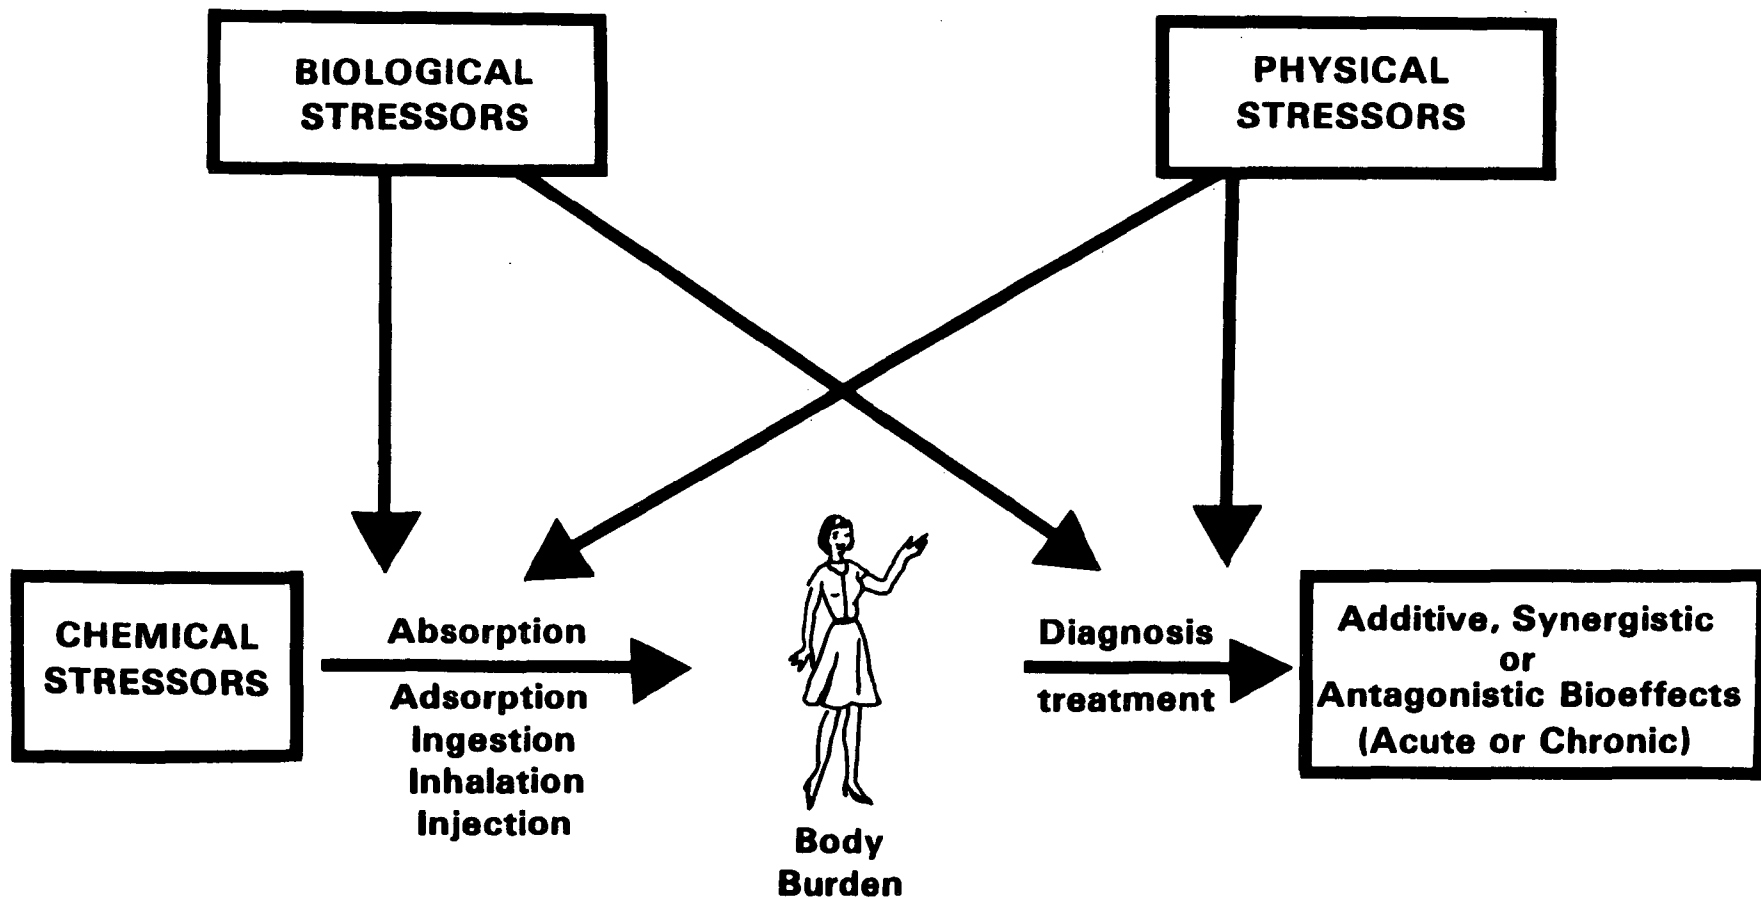 BIOLOGICAL
STRESSORS
PHYSICAL
STRESSORS
CHEMICAL
STRESSORS
Absorption
Adsorption
Ingestion
Inhalation
Injection
Body
Burden
Diagnosis
treatment
Additive, Synergistic
or
Antagonistic Bioeffects
(Acute or Chronic)